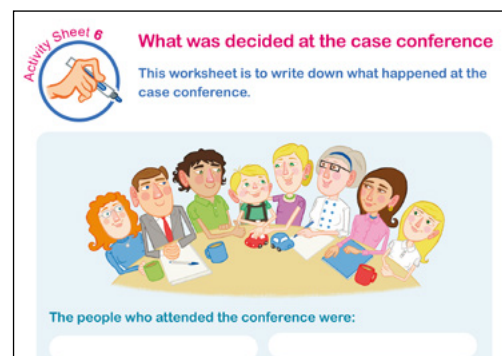 Activity Sheet 6
What was decided at the case conference
This worksheet is to write down what happened at the
case conference.
The people who attended the conference were: